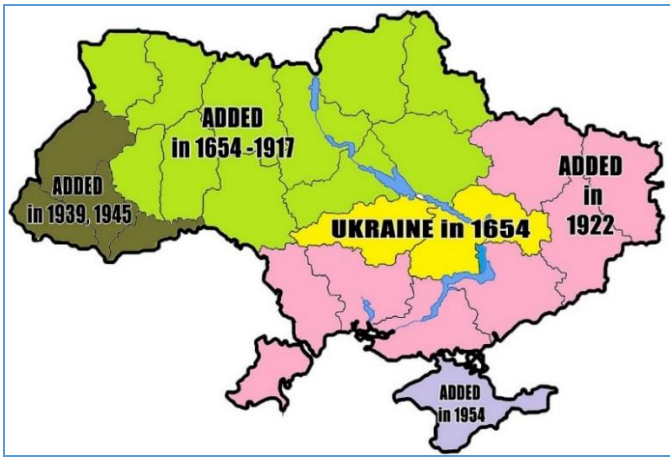 ADDED
in 1654 -1917
ADDED
in 1939, 1945
UKRAINE in 1654
ADDED
in
1922
ADDED
in 1954